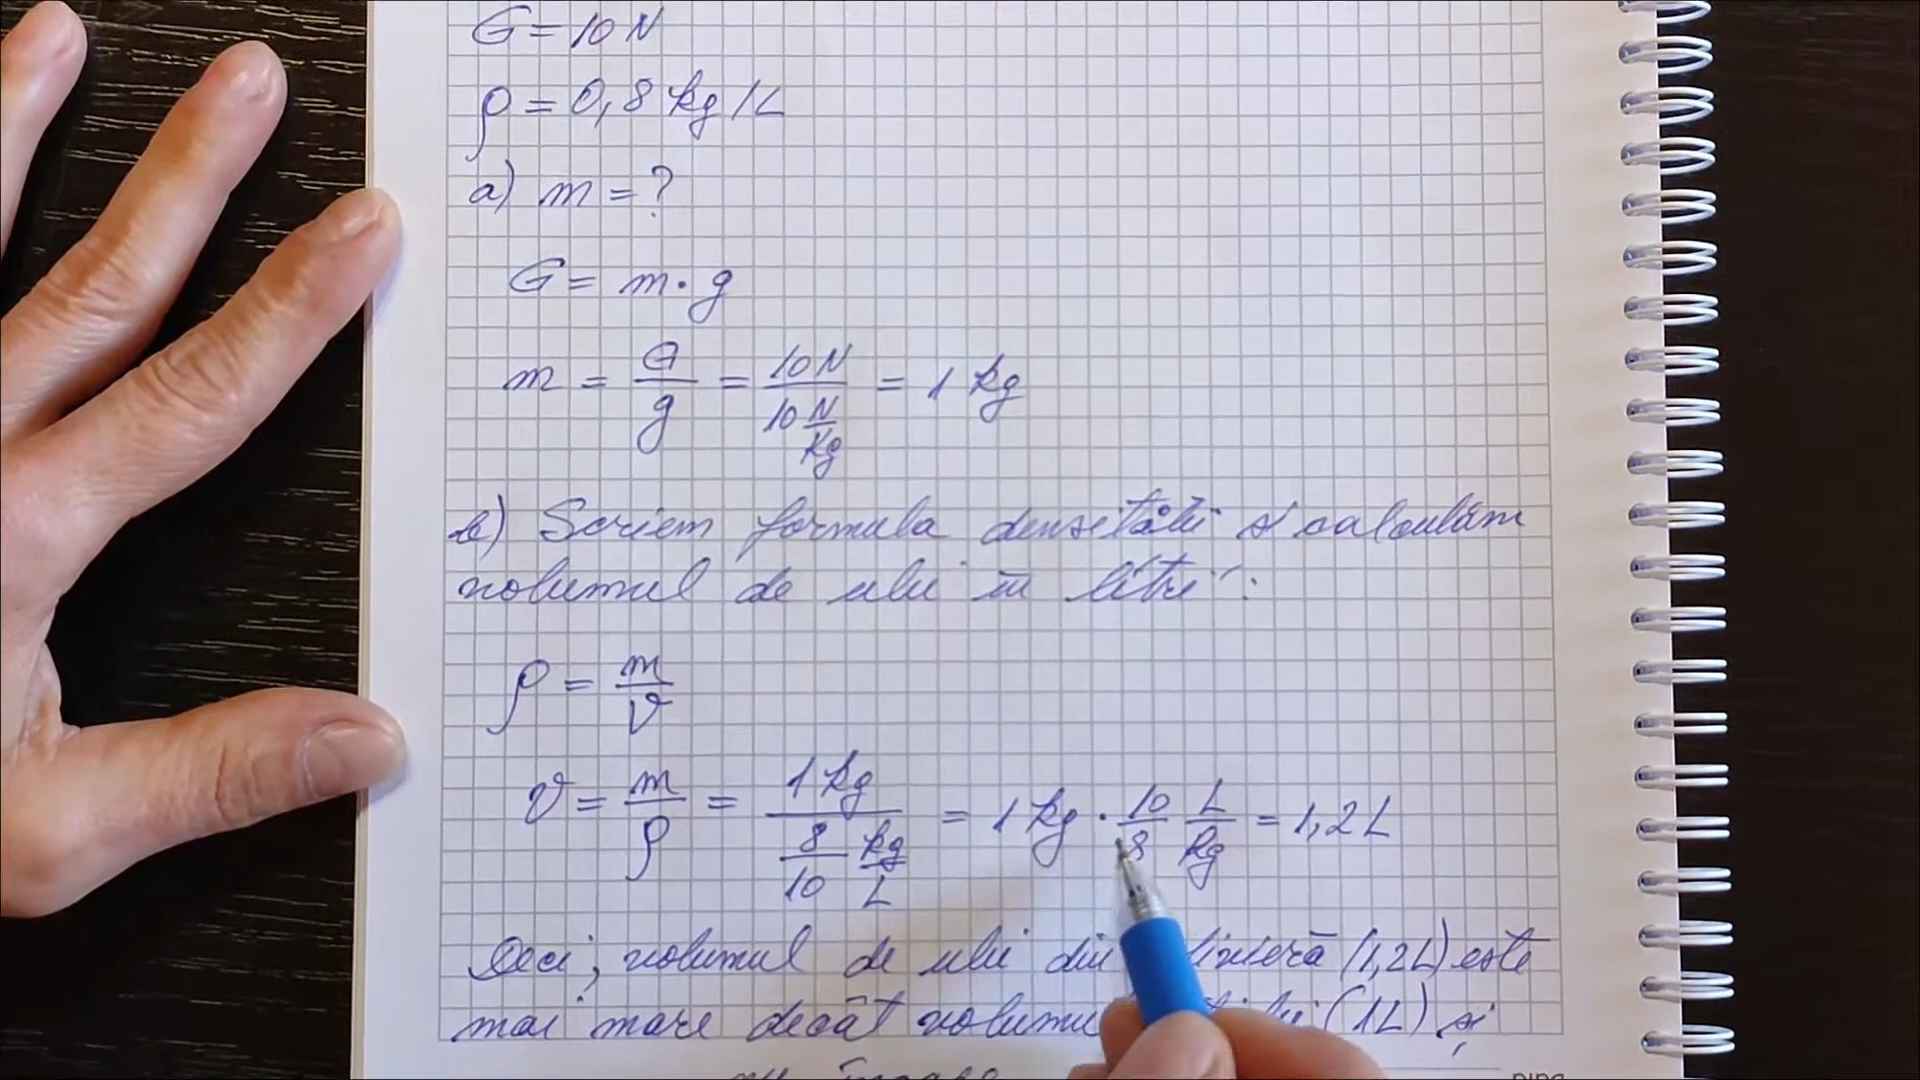 G = 10 N
ρ = 0,8 kg/L
a) m = ?
G = m · g
m = G/g = 10 N / 10 N/kg = 1 kg
b) Scriem formula densității și calculăm
volumul de ulei în litri:
ρ = m/V
V = m/ρ = 1 kg / 8/10 kg/L = 1 kg · 10/8 L/kg = 1,2 L
Deci, volumul de ulei din (1,2L) este
mai mare decât (1L) și